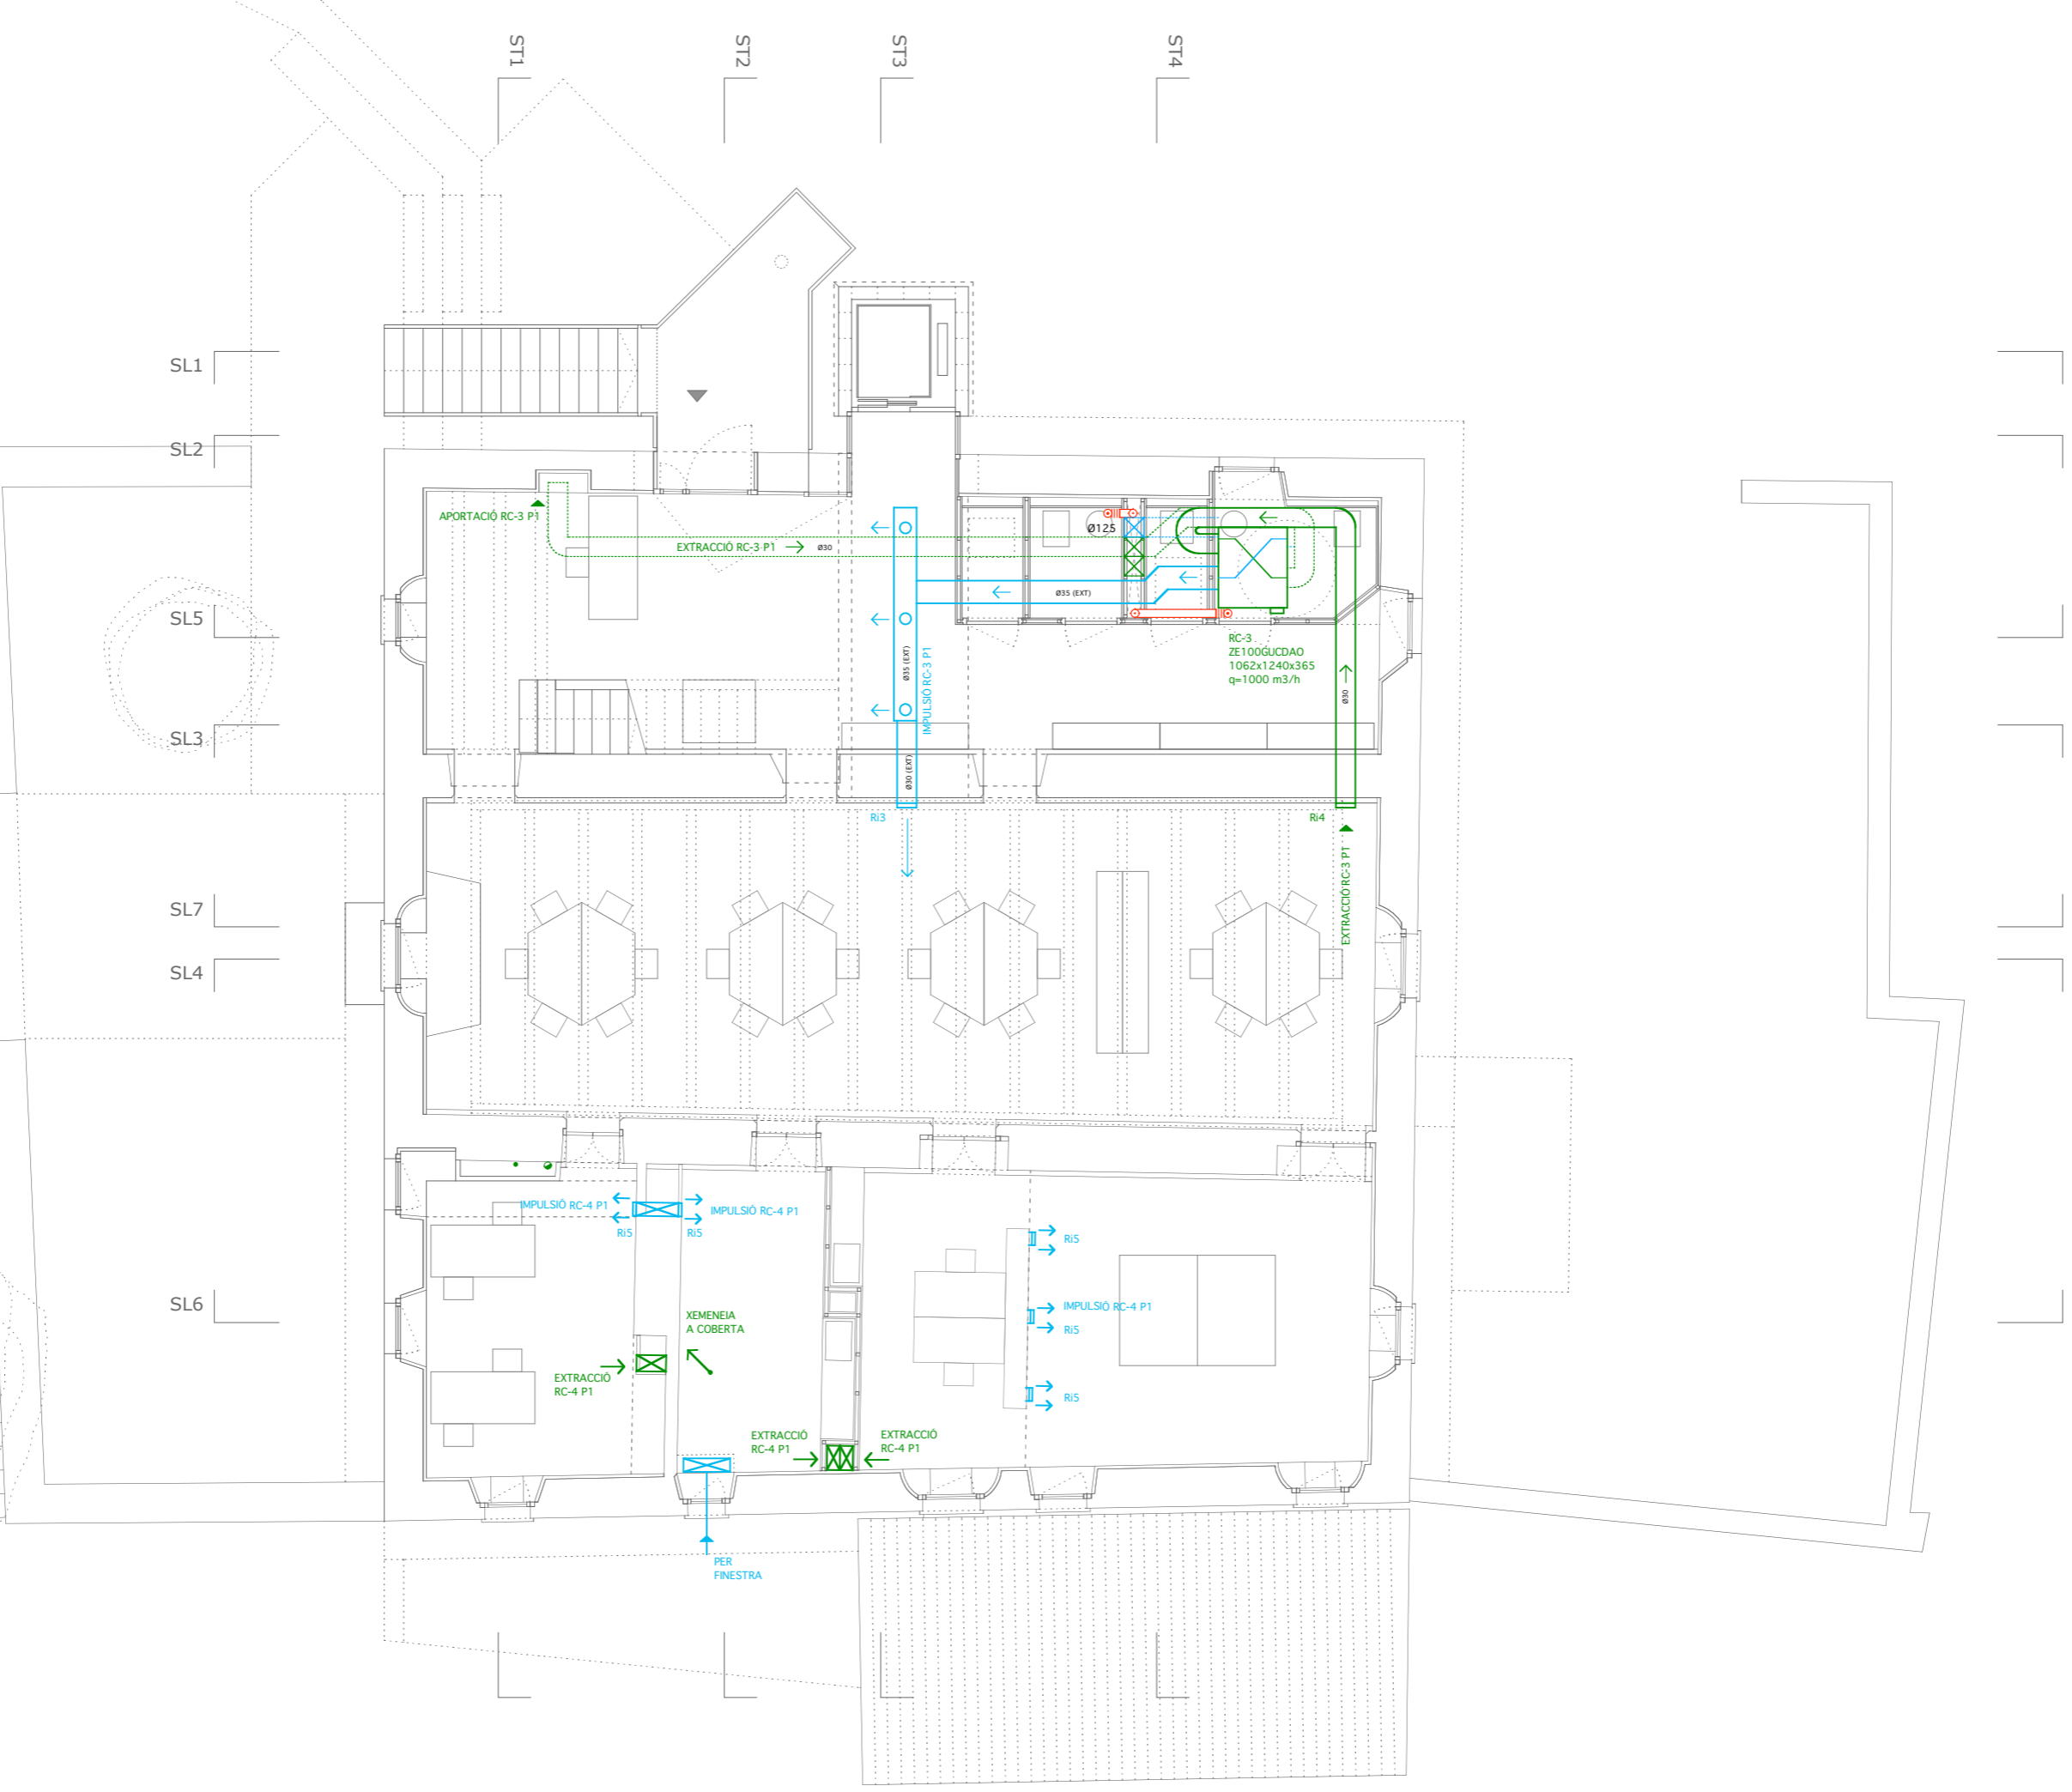 ST1
ST2
ST3
ST4
SL1
SL2
SL5
SL3
SL7
SL4
SL6
APORTACIÓ RC-3 P1
EXTRACCIÓ RC-3 P1
Ø30
Ø125
Ø35 (EXT)
Ø35 (EXT)
IMPULSIÓ RC-3 P1
Ø30 (EXT)
RC-3
ZE100GUCDAO
1062x1240x365
q=1000 m3/h
Ø30
Ri3
Ri4
EXTRACCIÓ RC-3 P1
IMPULSIÓ RC-4 P1
Ri5
Ri5
IMPULSIÓ RC-4 P1
Ri5
IMPULSIÓ RC-4 P1
Ri5
Ri5
XEMENEIA
A COBERTA
EXTRACCIÓ
RC-4 P1
EXTRACCIÓ
RC-4 P1
EXTRACCIÓ
RC-4 P1
PER
FINESTRA